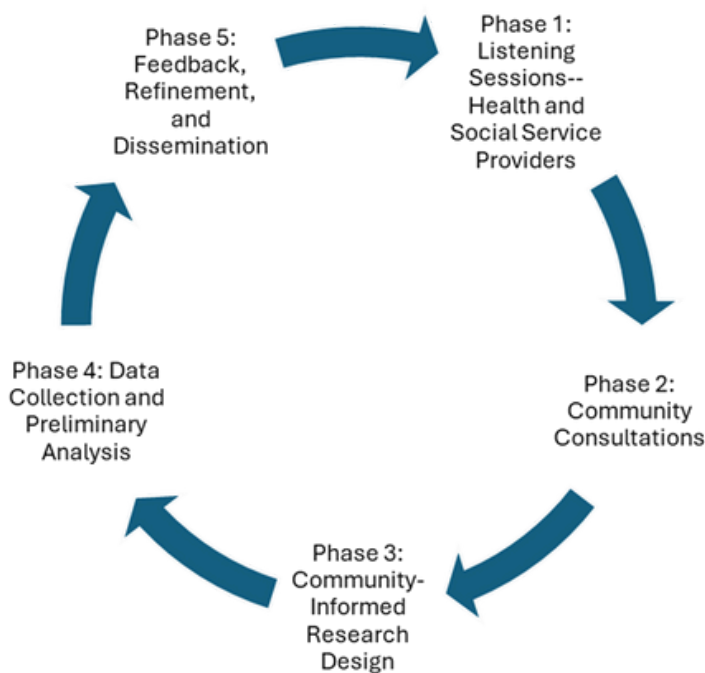 Phase 1:
Listening
Sessions--
Health and
Social Service
Providers
Phase 2:
Community
Consultations
Phase 3:
Community-
Informed
Research
Design
Phase 4: Data
Collection and
Preliminary
Analysis
Phase 5:
Feedback,
Refinement,
and
Dissemination